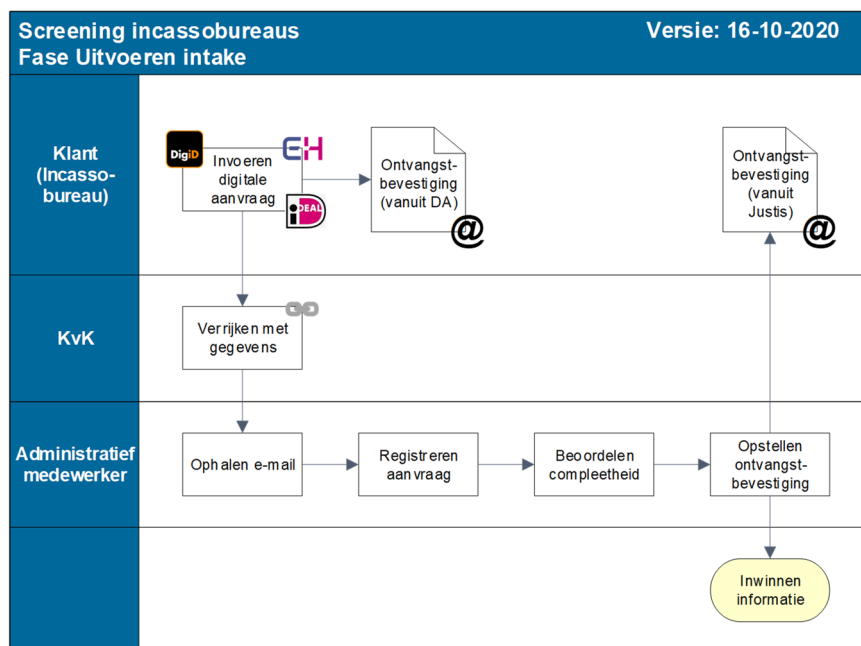 Screening incassobureaus
Fase Uitvoeren intake
Versie: 16-10-2020
Klant
(Incasso-
bureau)
DigiD
EH
Invoeren
digitale
aanvraag
iDEAL
Ontvangst-
bevestiging
(vanuit DA)
@
Ontvangst-
bevestiging
(vanuit
Justis)
@
KvK
Verrijken met
gegevens
Administratief
medewerker
Ophalen e-mail
Registreren
aanvraag
Beoordelen
compleetheid
Opstellen
ontvangst-
bevestiging
Inwinnen
informatie